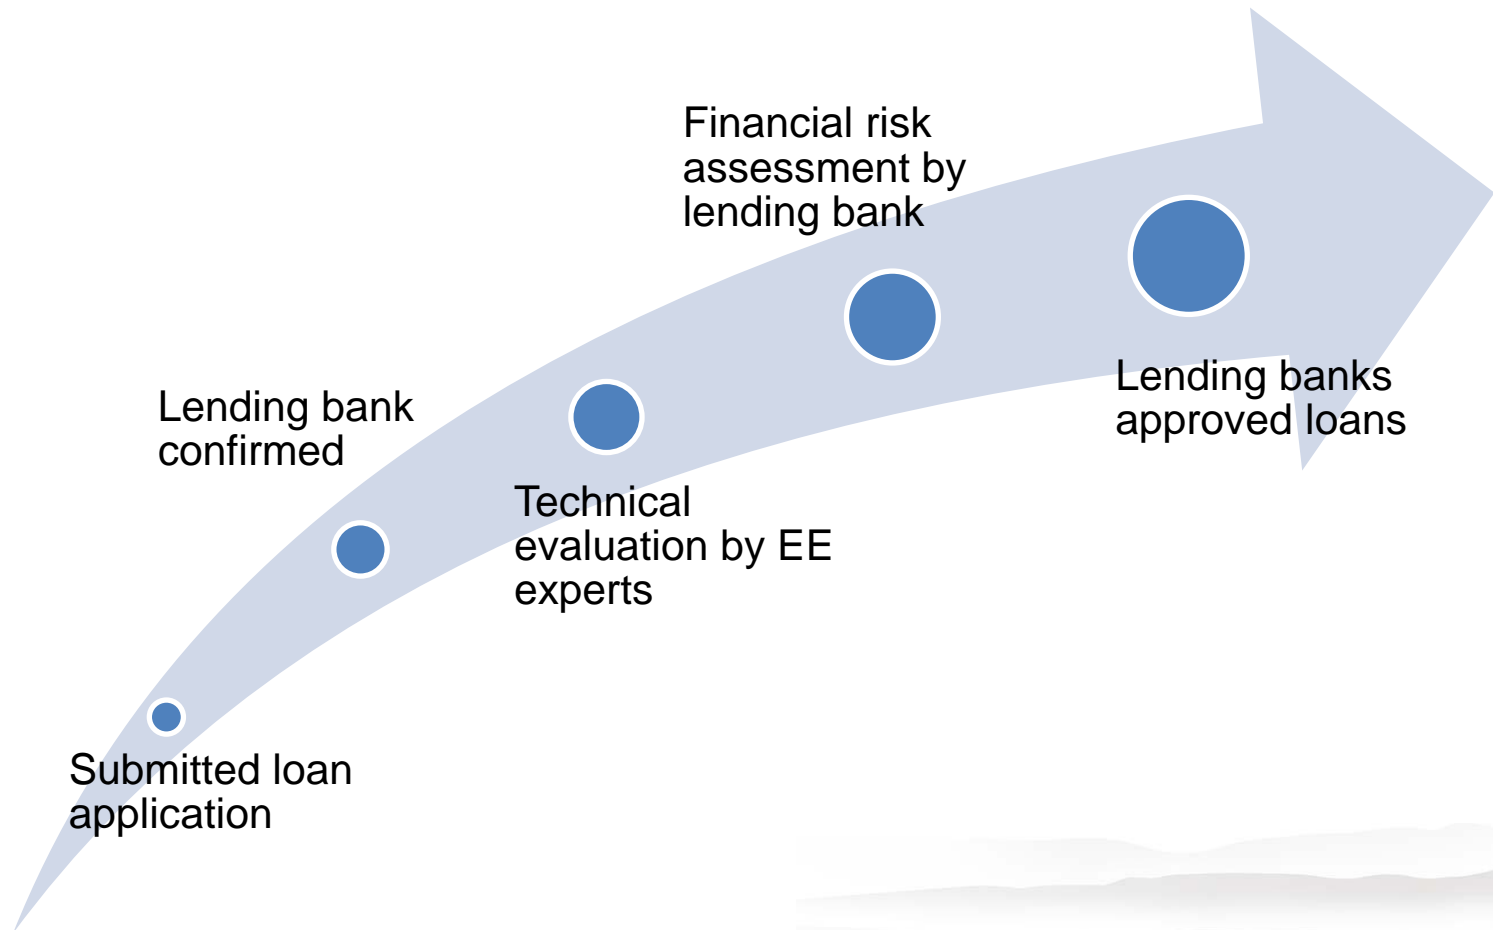 Financial risk
assessment by
lending bank
Lending banks
approved loans
Lending bank
confirmed
Technical
evaluation by EE
experts
Submitted loan
application